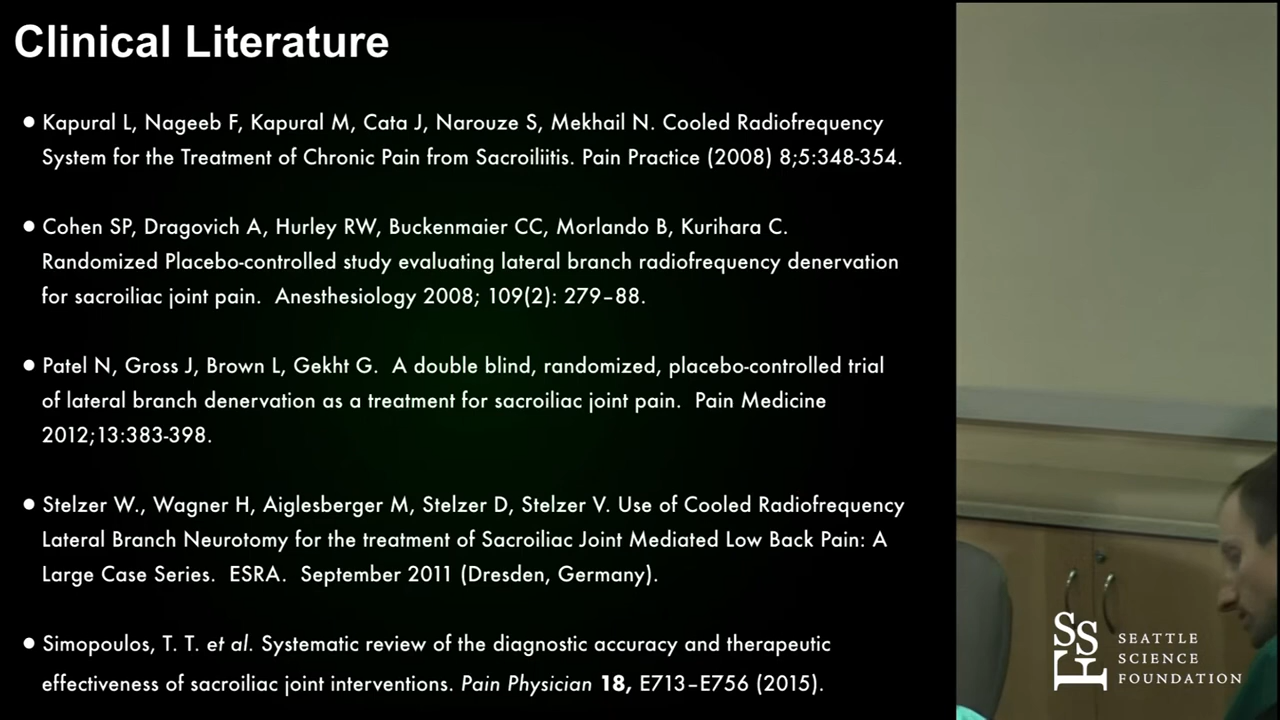 Clinical Literature
• Kapural L, Nageeb F, Kapural M, Cata J, Narouze S, Mekhail N. Cooled Radiofrequency
System for the Treatment of Chronic Pain from Sacroiliitis. Pain Practice (2008) 8;5:348-354.
• Cohen SP, Dragovich A, Hurley RW, Buckenmaier CC, Morlando B, Kurihara C.
Randomized Placebo-controlled study evaluating lateral branch radiofrequency denervation
for sacroiliac joint pain. Anesthesiology 2008; 109(2): 279–88.
• Patel N, Gross J, Brown L, Gekht G. A double blind, randomized, placebo-controlled trial
of lateral branch denervation as a treatment for sacroiliac joint pain. Pain Medicine
2012;13:383-398.
• Stelzer W., Wagner H, Aiglesberger M, Stelzer D, Stelzer V. Use of Cooled Radiofrequency
Lateral Branch Neurotomy for the treatment of Sacroiliac Joint Mediated Low Back Pain: A
Large Case Series. ESRA. September 2011 (Dresden, Germany).
• Simopoulos, T. T. et al. Systematic review of the diagnostic accuracy and therapeutic
effectiveness of sacroiliac joint interventions. Pain Physician 18, E713–E756 (2015).
SSF
SEATTLE
SCIENCE
FOUNDATION